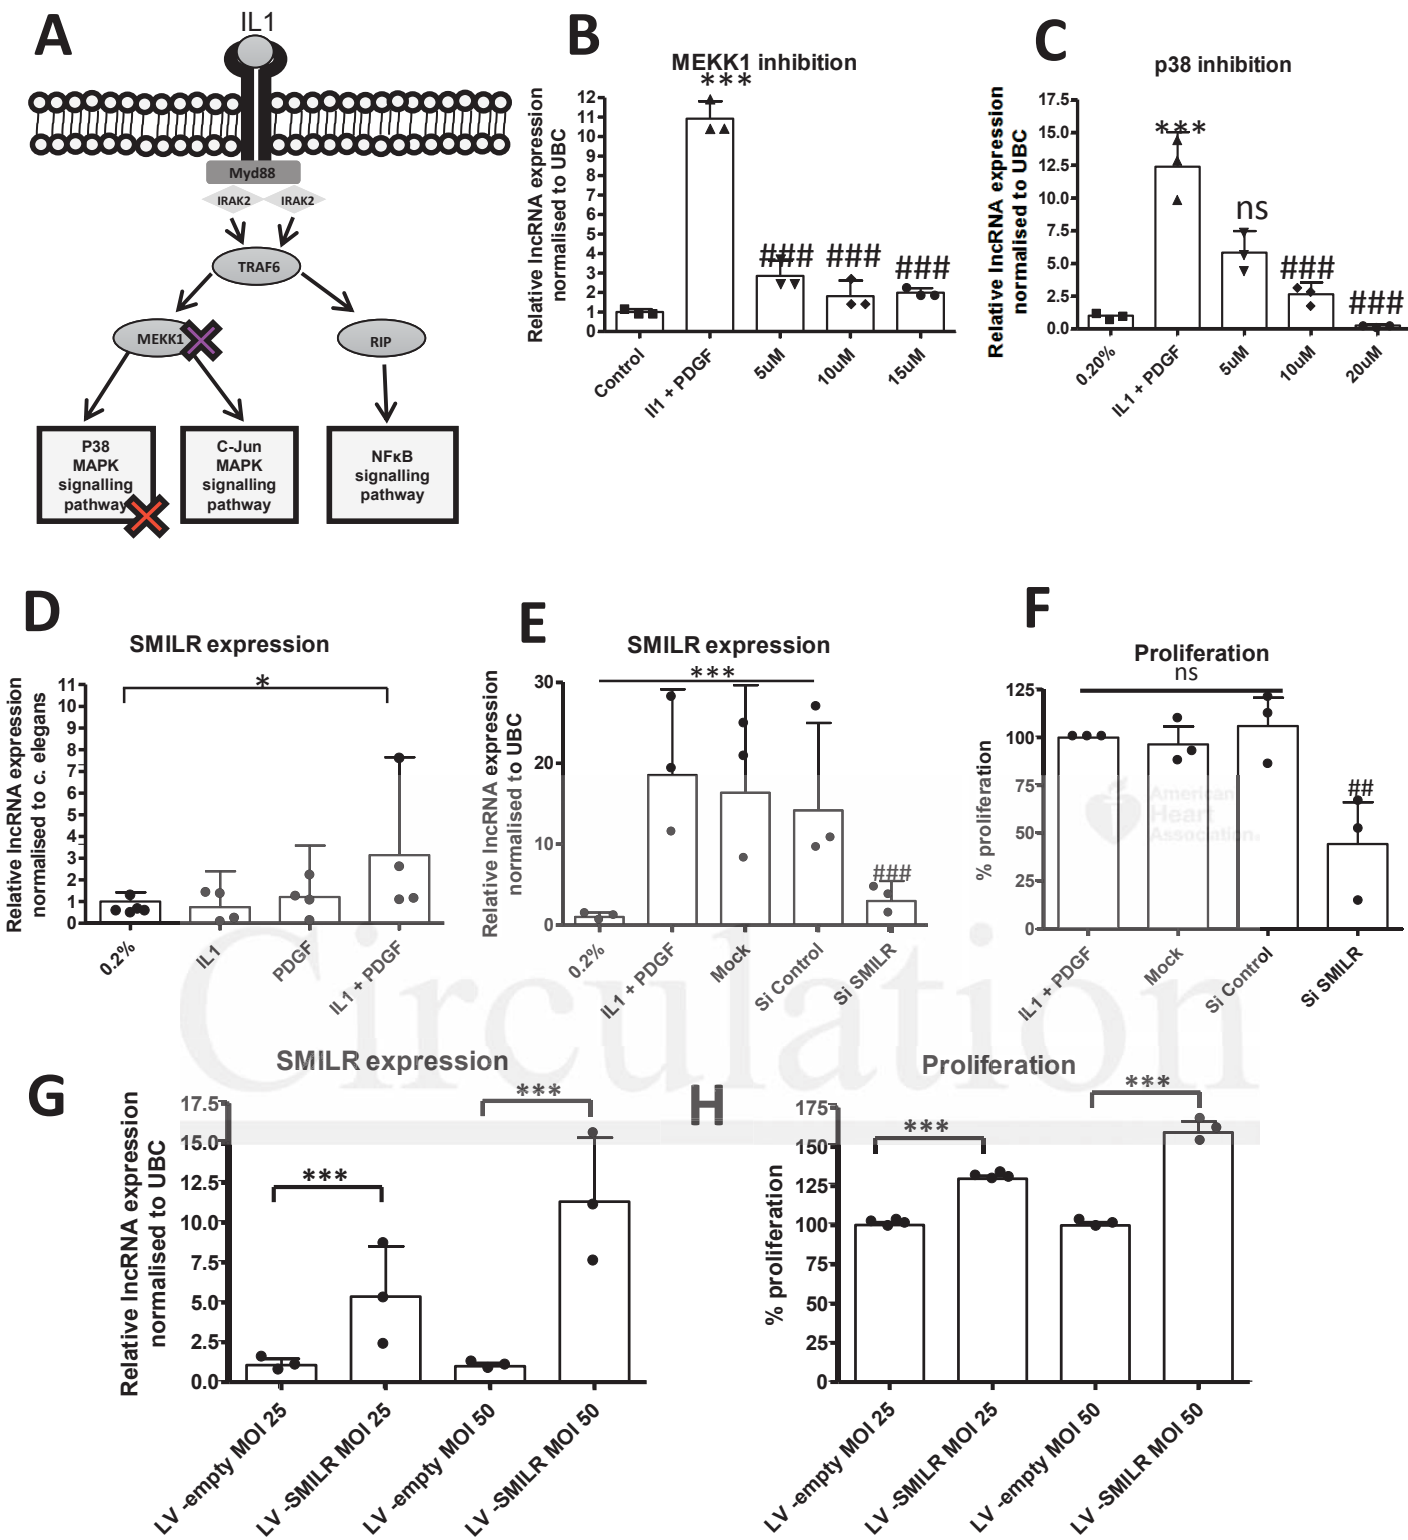 A
IL1
Myd88
IRAK2
IRAK2
TRAF6
MEKK1
RIP
P38
MAPK
signalling
pathway
C-Jun
MAPK
signalling
pathway
NFκB
signalling
pathway
B
MEKK1 inhibition
***
Relative lncRNA expression
normalised to UBC
12
11
10
9
8
7
6
5
4
3
2
1
0
###
###
###
Control
Il1 + PDGF
5uM
10uM
15uM
C
p38 inhibition
***
Relative lncRNA expression
normalised to UBC
17.5
15.0
12.5
10.0
7.5
5.0
2.5
0.0
ns
###
###
0.20%
IL1 + PDGF
5uM
10uM
20uM
D
SMILR expression
*
Relative lncRNA expression
normalised to c. elegans
11
10
9
8
7
6
5
4
3
2
1
0
0.2%
IL1
PDGF
IL1 + PDGF
E
SMILR expression
***
Relative lncRNA expression
normalised to UBC
30
20
10
0
###
0.2%
IL1 + PDGF
Mock
Si Control
Si SMILR
F
Proliferation
ns
% proliferation
125
100
75
50
25
0
##
American
Heart
Association
IL1 + PDGF
Mock
Si Control
Si SMILR
Circulation
G
SMILR expression
***
***
Relative lncRNA expression
normalised to UBC
17.5
15.0
12.5
10.0
7.5
5.0
2.5
0.0
LV -empty MOI 25
LV -SMILR MOI 25
LV -empty MOI 50
LV -SMILR MOI 50
H
Proliferation
***
***
% proliferation
175
150
125
100
75
50
25
0
LV -empty MOI 25
LV -SMILR MOI 25
LV -empty MOI 50
LV -SMILR MOI 50